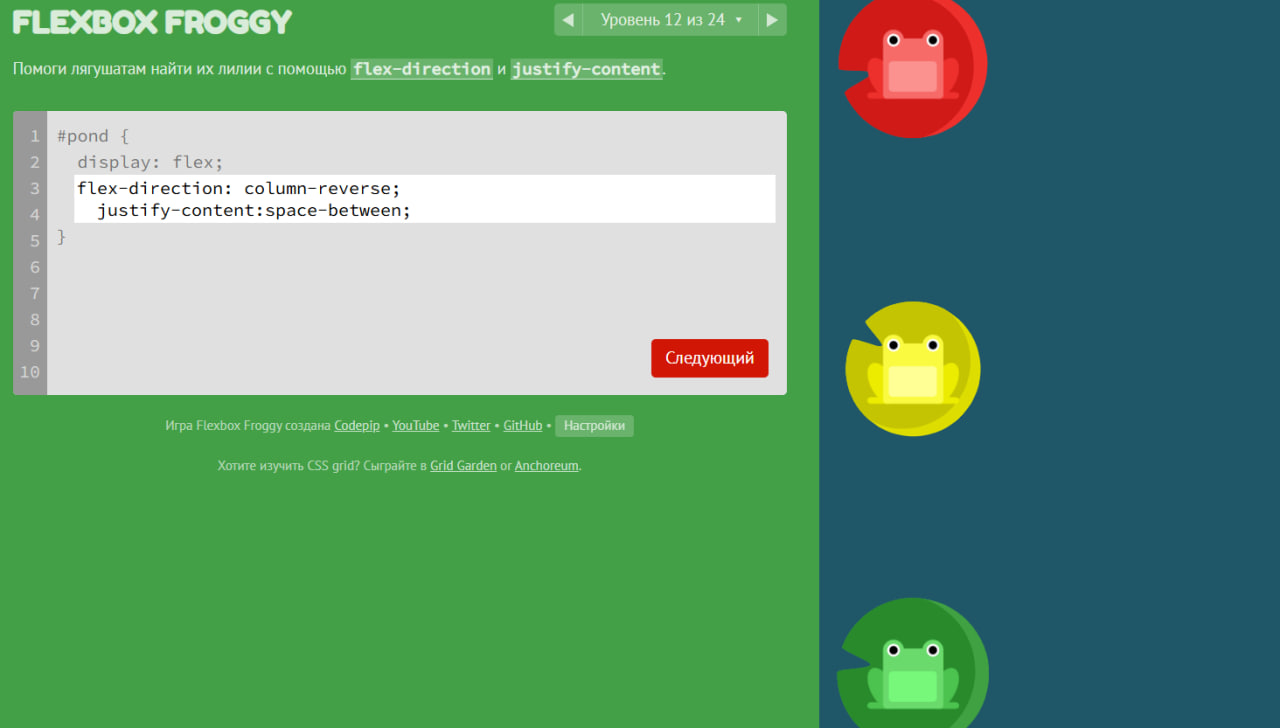 FLEXBOX FROGGY
◀ Уровень 12 из 24 ▼ ▶
Помоги лягушатам найти их лилии с помощью flex-direction и justify-content.
1 #pond {
2 display: flex;
3 flex-direction: column-reverse;
4 justify-content:space-between;
5 }
6
7
8
9
10
Следующий
Игра Flexbox Froggy создана Codepip • YouTube • Twitter • GitHub • Настройки
Хотите изучить CSS grid? Сыграйте в Grid Garden or Anchoreum.